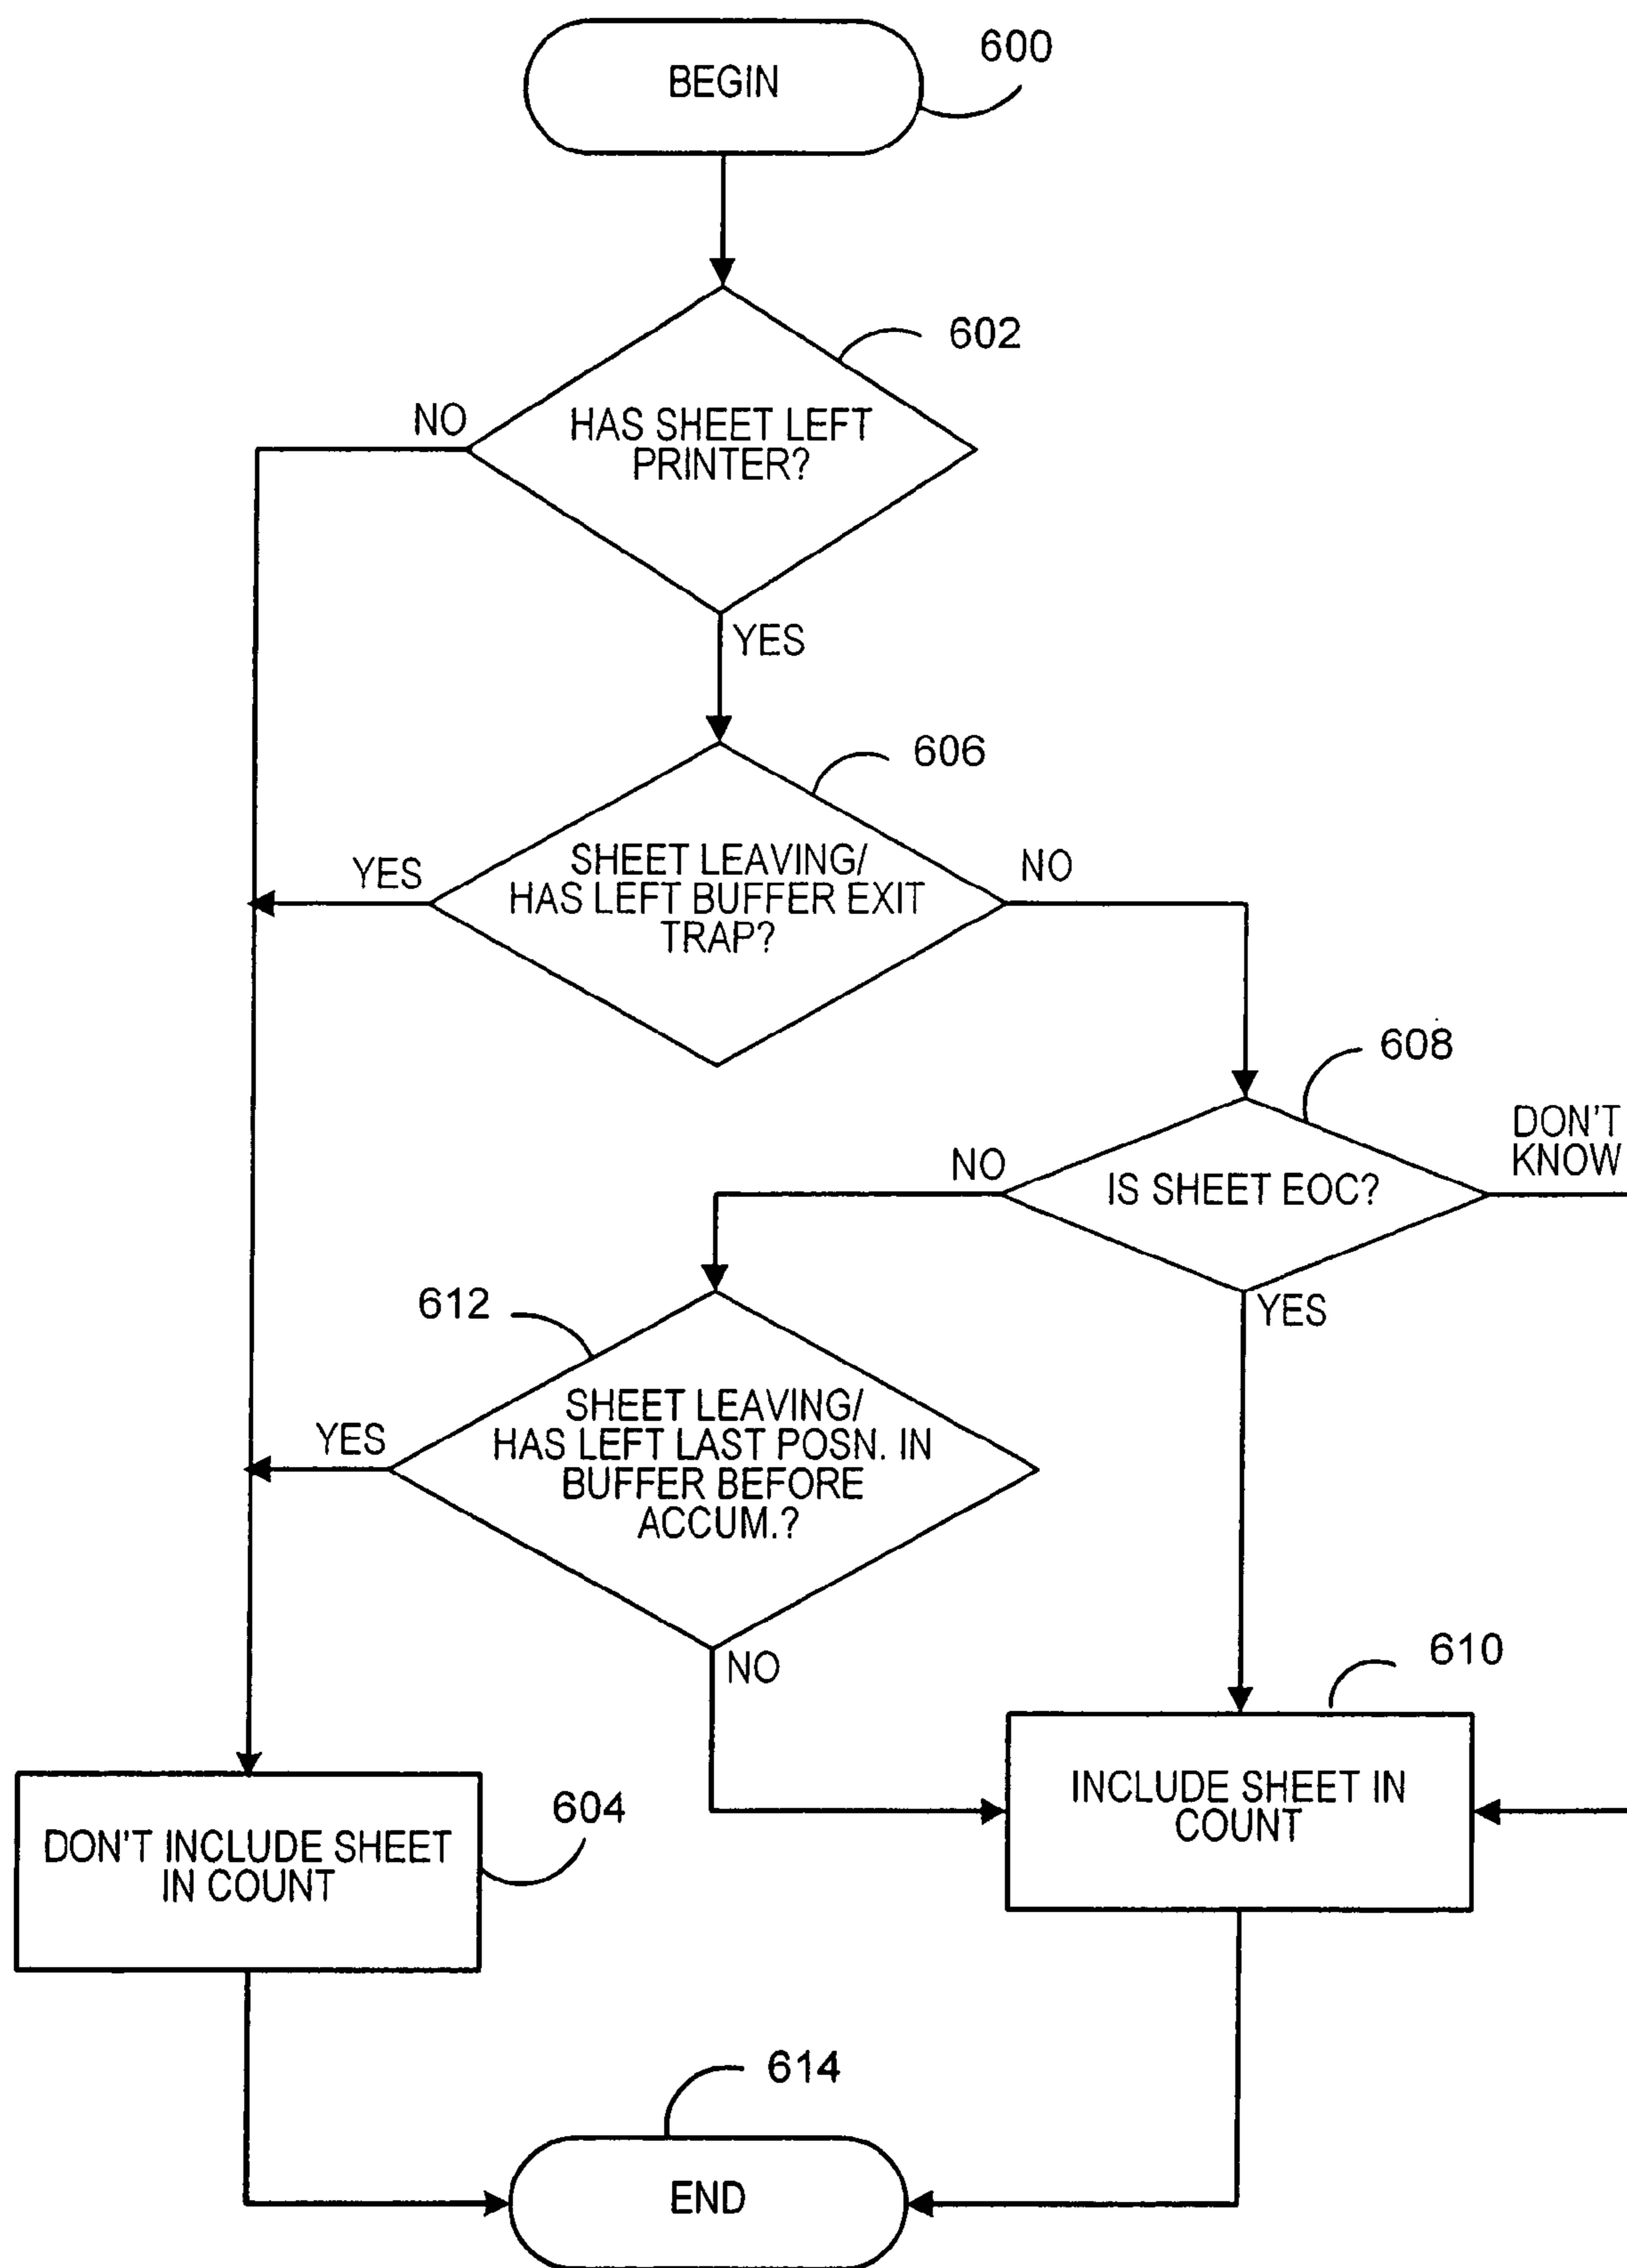 BEGIN
600
602
NO
HAS SHEET LEFT
PRINTER?
YES
606
YES
SHEET LEAVING/
HAS LEFT BUFFER EXIT
TRAP?
NO
608
DON'T
KNOW
NO
IS SHEET EOC?
YES
612
YES
SHEET LEAVING/
HAS LEFT LAST POSN. IN
BUFFER BEFORE
ACCUM.?
NO
610
INCLUDE SHEET IN
COUNT
604
DON'T INCLUDE SHEET
IN COUNT
614
END